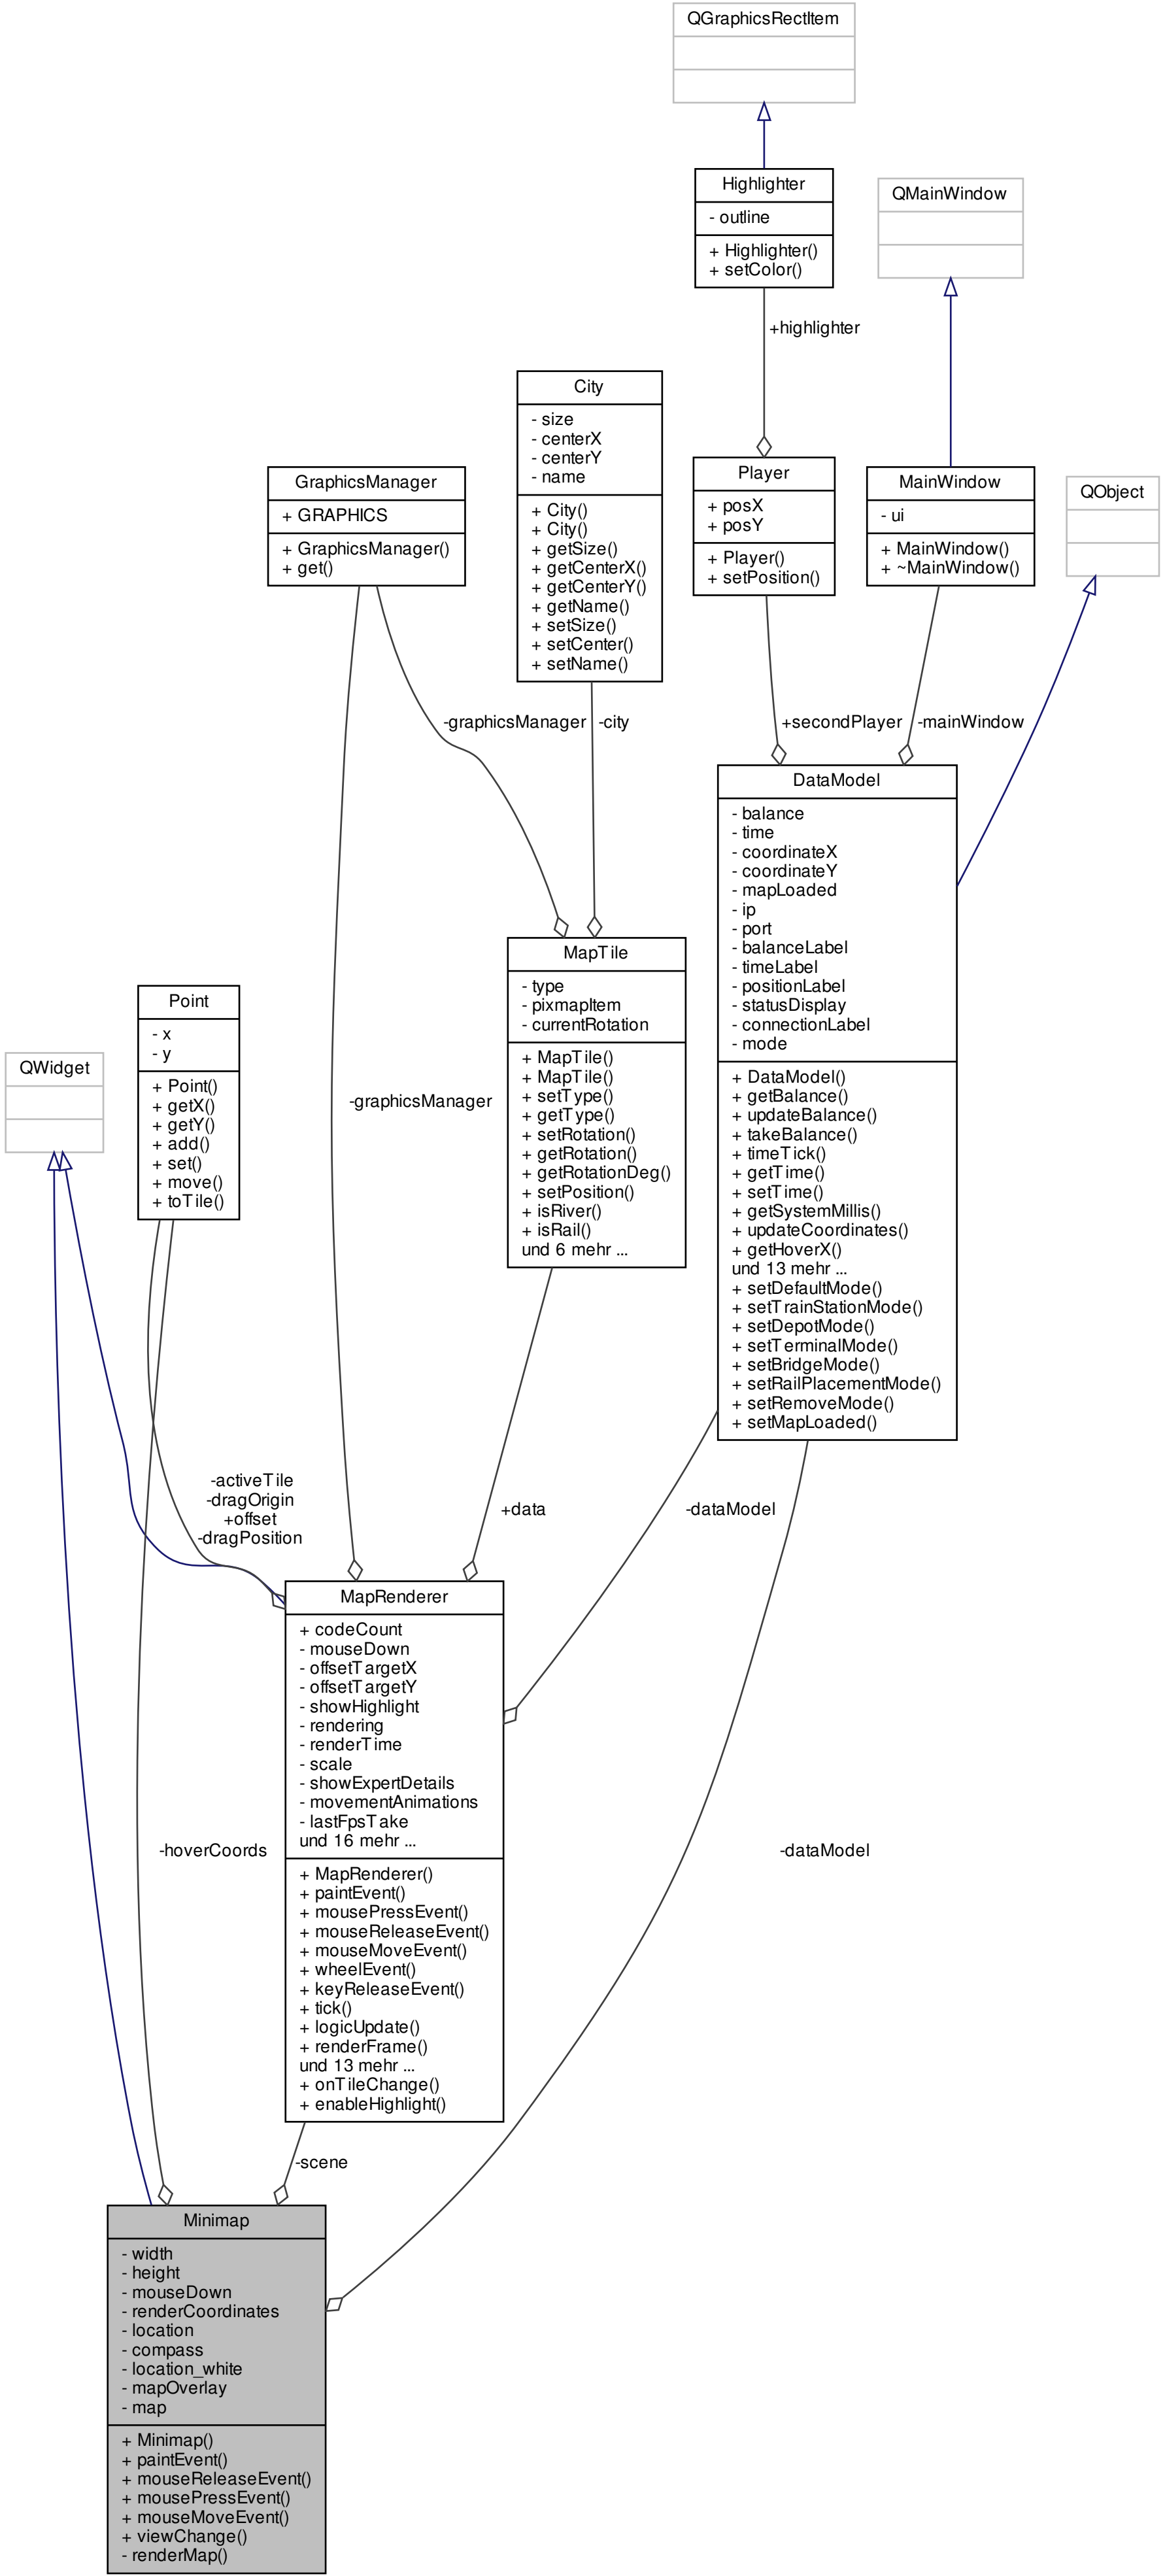 QGraphicsRectItem
Highlighter
- outline
+ Highlighter()
+ setColor()
QMainWindow
+highlighter
City
- size
- centerX
- centerY
- name
+ City()
+ City()
+ getSize()
+ getCenterX()
+ getCenterY()
+ getName()
+ setSize()
+ setCenter()
+ setName()
GraphicsManager
+ GRAPHICS
+ GraphicsManager()
+ get()
Player
+ posX
+ posY
+ Player()
+ setPosition()
MainWindow
- ui
+ MainWindow()
+ ~MainWindow()
QObject
-graphicsManager
-city
+secondPlayer
-mainWindow
DataModel
- balance
- time
- coordinateX
- coordinateY
- mapLoaded
- ip
- port
- balanceLabel
- timeLabel
- positionLabel
- statusDisplay
- connectionLabel
- mode
+ DataModel()
+ getBalance()
+ updateBalance()
+ takeBalance()
+ timeTick()
+ getTime()
+ setTime()
+ getSystemMillis()
+ updateCoordinates()
+ getHoverX()
und 13 mehr ...
+ setDefaultMode()
+ setTrainStationMode()
+ setDepotMode()
+ setTerminalMode()
+ setBridgeMode()
+ setRailPlacementMode()
+ setRemoveMode()
+ setMapLoaded()
MapTile
- type
- pixmapItem
- currentRotation
+ MapTile()
+ MapTile()
+ setType()
+ getType()
+ setRotation()
+ getRotation()
+ getRotationDeg()
+ setPosition()
+ isRiver()
+ isRail()
und 6 mehr ...
Point
- x
- y
+ Point()
+ getX()
+ getY()
+ add()
+ set()
+ move()
+ toTile()
QWidget
-graphicsManager
-activeTile
-dragOrigin
+offset
-dragPosition
+data
-dataModel
MapRenderer
+ codeCount
- mouseDown
- offsetTargetX
- offsetTargetY
- showHighlight
- rendering
- renderTime
- scale
- showExpertDetails
- movementAnimations
- lastFpsTake
und 16 mehr ...
+ MapRenderer()
+ paintEvent()
+ mousePressEvent()
+ mouseReleaseEvent()
+ mouseMoveEvent()
+ wheelEvent()
+ keyReleaseEvent()
+ tick()
+ logicUpdate()
+ renderFrame()
und 13 mehr ...
+ onTileChange()
+ enableHighlight()
-hoverCoords
-dataModel
-scene
Minimap
- width
- height
- mouseDown
- renderCoordinates
- location
- compass
- location_white
- mapOverlay
- map
+ Minimap()
+ paintEvent()
+ mouseReleaseEvent()
+ mousePressEvent()
+ mouseMoveEvent()
+ viewChange()
- renderMap()